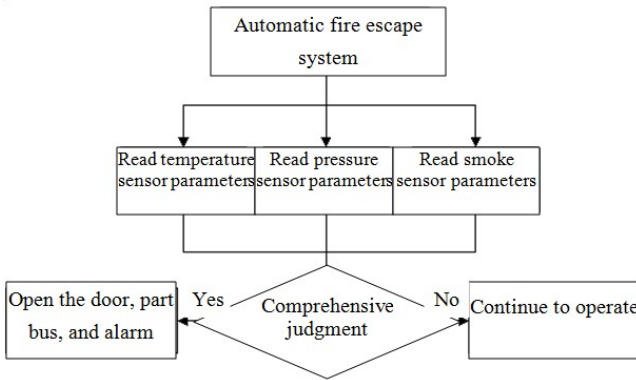 Automatic fire escape
system
Read temperature
sensor parameters
Read pressure
sensor parameters
Read smoke
sensor parameters
Open the door, part
bus, and alarm
Yes
Comprehensive
judgment
No
Continue to operate